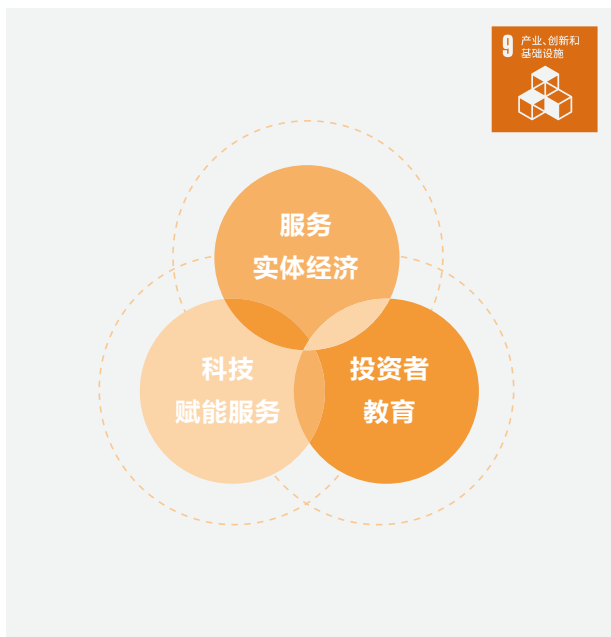 9
产业、创新和
基础设施
服务
实体经济
科技
赋能服务
投资者
教育